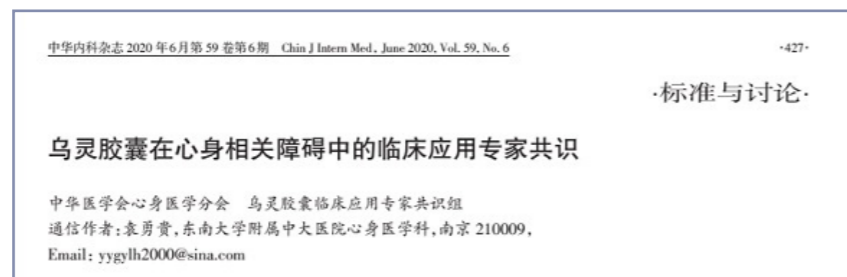 中华内科杂志 2020 年6月第 59 卷第6期 Chin J Intern Med, June 2020, Vol. 59, No. 6 ·427·
·标准与讨论·
乌灵胶囊在心身相关障碍中的临床应用专家共识
中华医学会心身医学分会 乌灵胶囊临床应用专家共识组
通信作者:袁勇贵,东南大学附属中大医院心身医学科,南京 210009,
Email: yygylh2000@sina.com